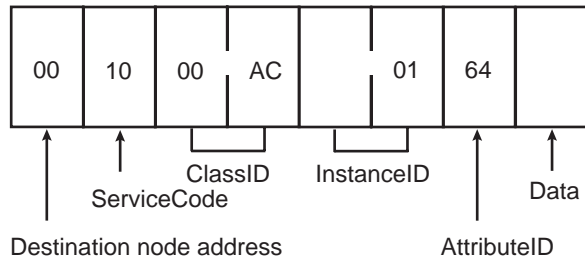 00 10 00 AC 01 64
ClassID InstanceID
ServiceCode Data
Destination node address AttributeID